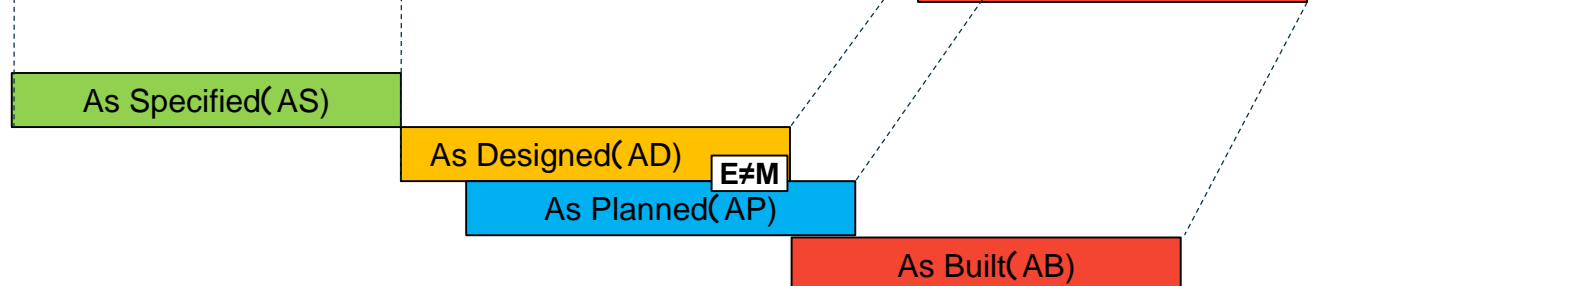 As Specified(AS)
As Designed(AD)
E≠M
As Planned(AP)
As Built(AB)